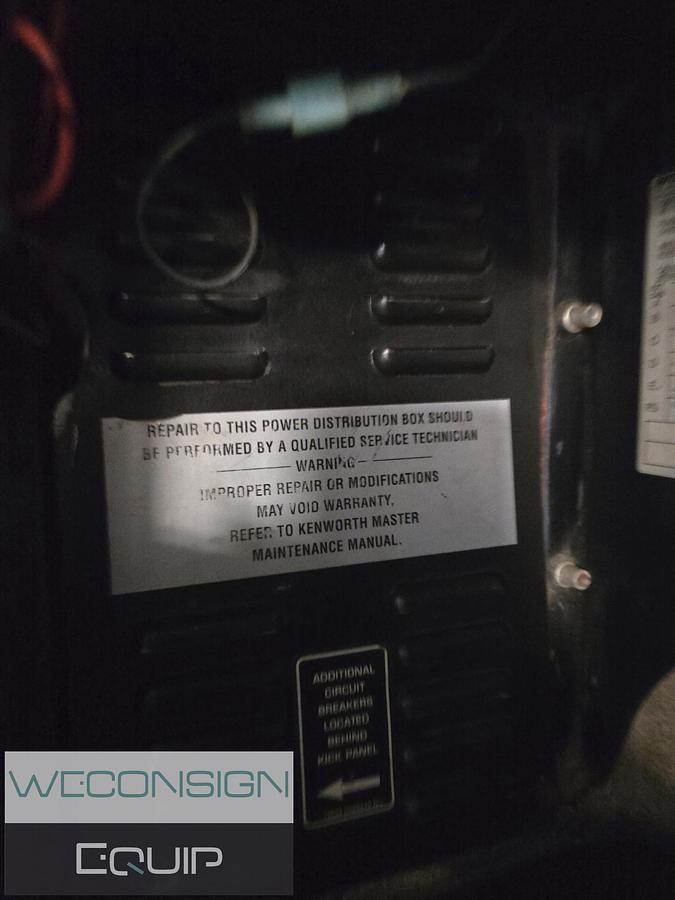 REPAIR TO THIS POWER DISTRIBUTION BOX SHOULD
BE PERFORMED BY A QUALIFIED SERVICE TECHNICIAN
WARNING
IMPROPER REPAIR OR MODIFICATIONS
MAY VOID WARRANTY.
REFER TO KENWORTH MASTER
MAINTENANCE MANUAL.
ADDITIONAL
CIRCUIT
BREAKERS
LOCATED
BEHIND
KICK PANEL
WECONSIGN
EQUIP